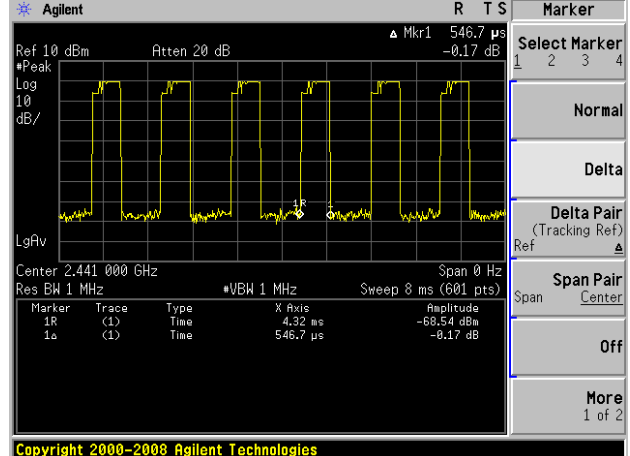 Agilent R T S Marker
Δ Mkr1 546.7 µs
Ref 10 dBm Atten 20 dB -0.17 dB
#Peak
Log
10
dB/
1R 1
LgAv
Center 2.441 000 GHz Span 0 Hz
Res BW 1 MHz #VBW 1 MHz Sweep 8 ms (601 pts)
Marker Trace Type X Axis Amplitude
1R (1) Time 4.32 ms -68.54 dBm
1Δ (1) Time 546.7 µs -0.17 dB
Copyright 2000-2008 Agilent Technologies
Select Marker
1 2 3 4
Normal
Delta
Delta Pair
(Tracking Ref)
Ref Δ
Span Pair
Span Center
Off
More
1 of 2